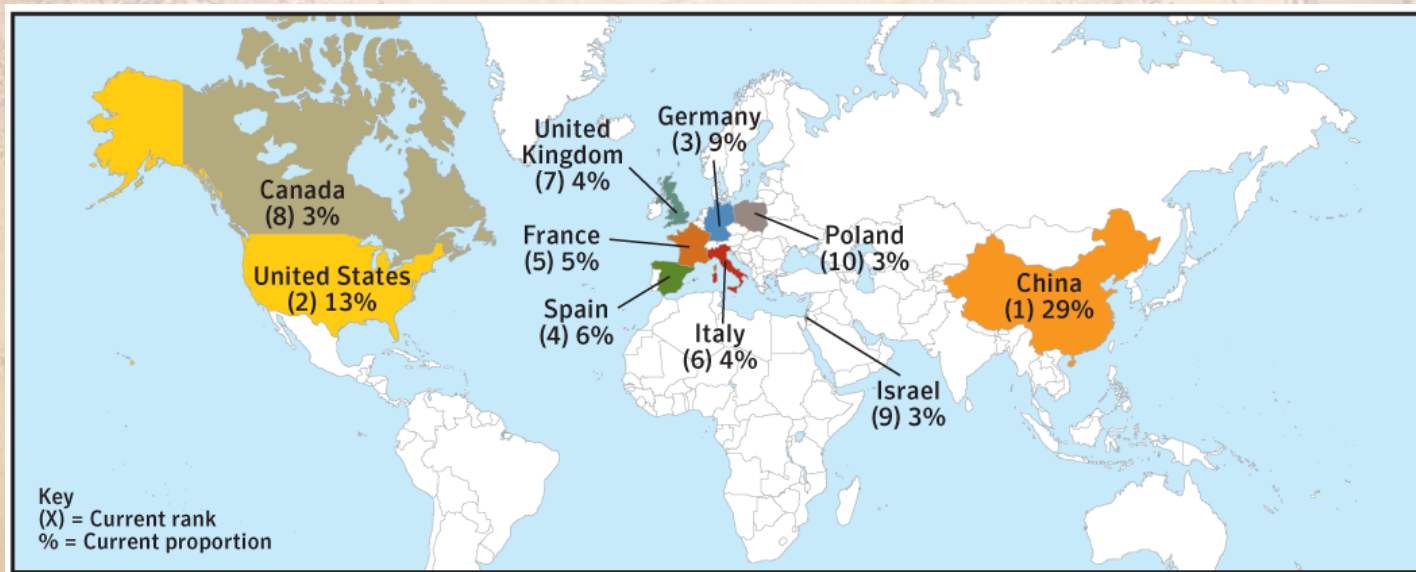 Germany
(3) 9%
United
Kingdom
(7) 4%
Canada
(8) 3%
France
(5) 5%
Poland
(10) 3%
United States
(2) 13%
China
(1) 29%
Spain
(4) 6%
Italy
(6) 4%
Israel
(9) 3%
Key
(X) = Current rank
% = Current proportion